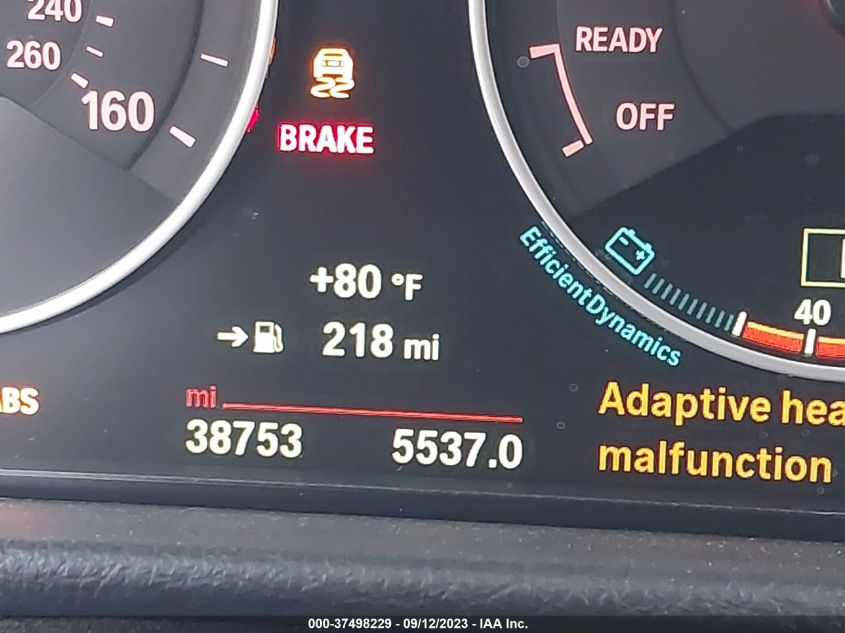 240
260
160
READY
OFF
BRAKE
EfficientDynamics
+80 °F
218 mi
40
ABS
mi
38753 5537.0
Adaptive hea
malfunction
000-37498229 - 09/12/2023 - IAA Inc.